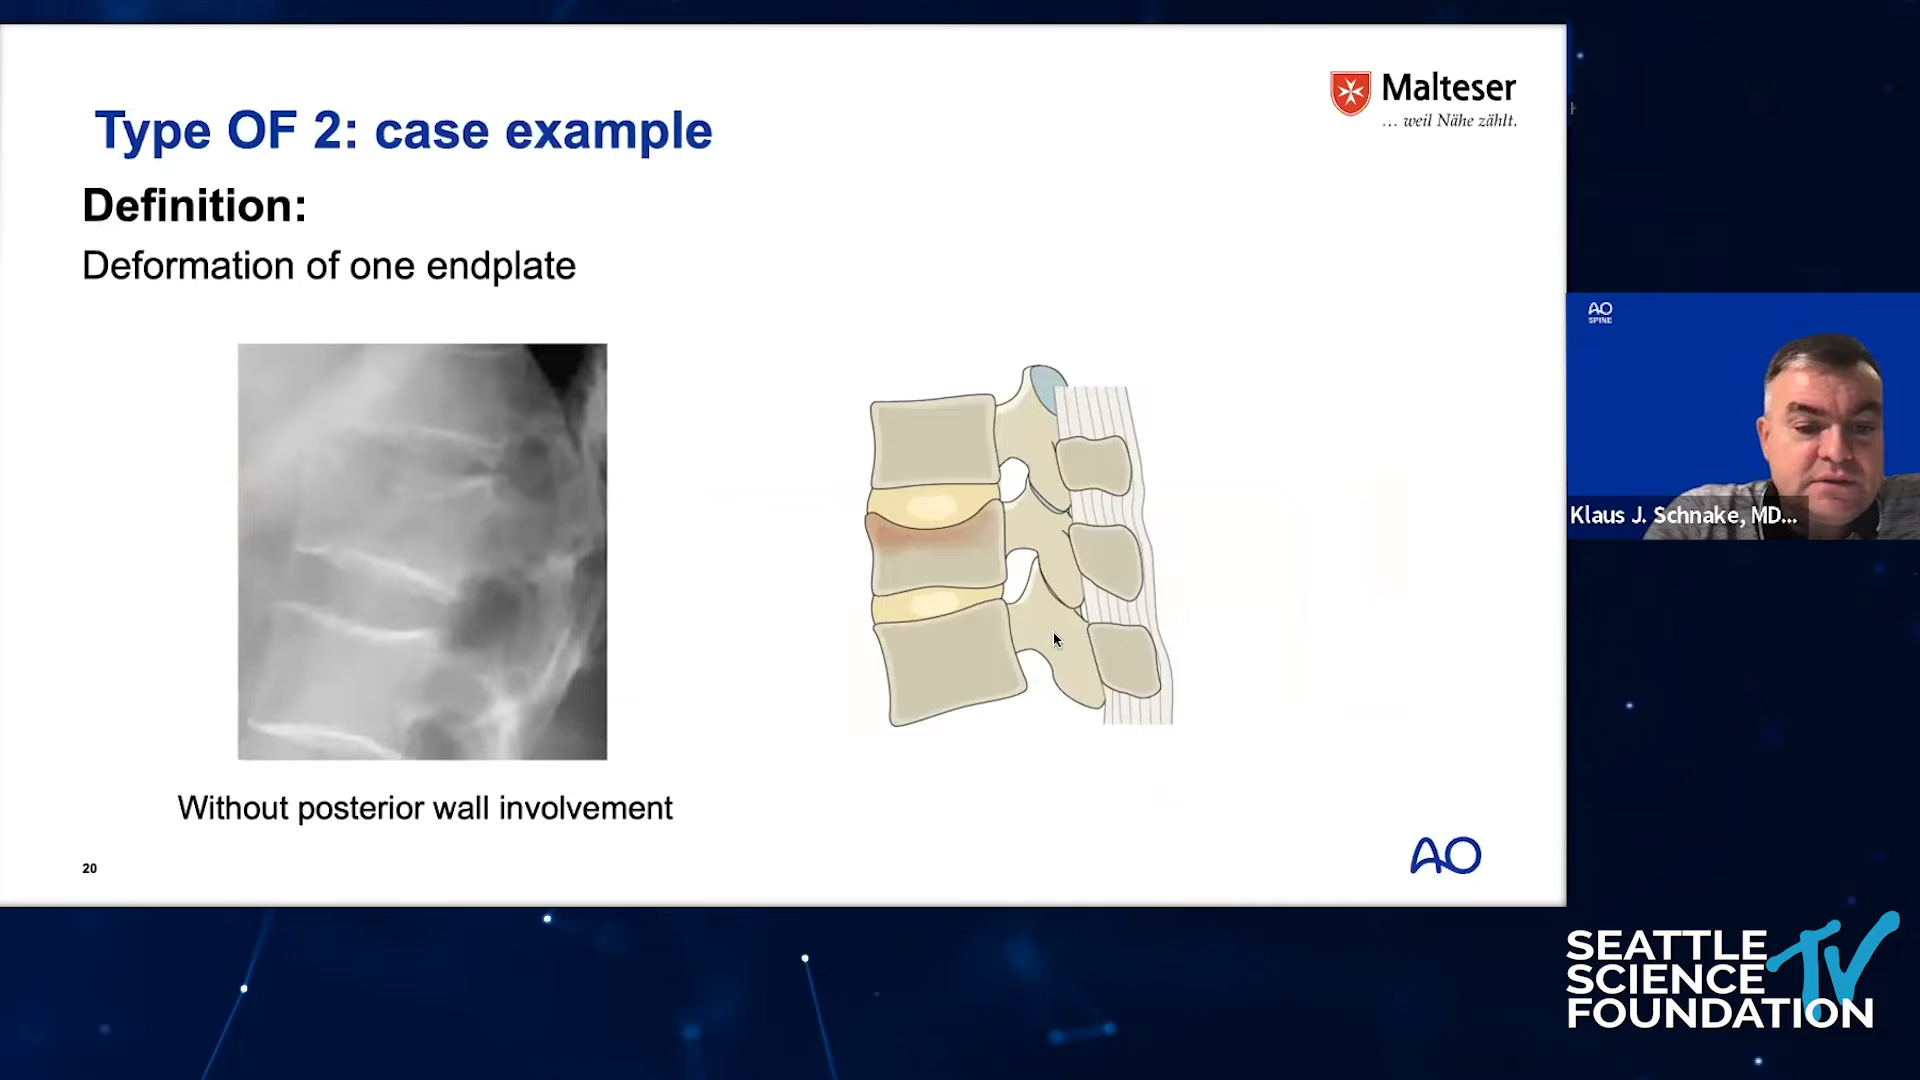 Malteser
... weil Nähe zählt.
Type OF 2: case example
Definition:
Deformation of one endplate
Without posterior wall involvement
20
AO
AO
SPINE
Klaus J. Schnake, MD...
SEATTLE
SCIENCE TV
FOUNDATION